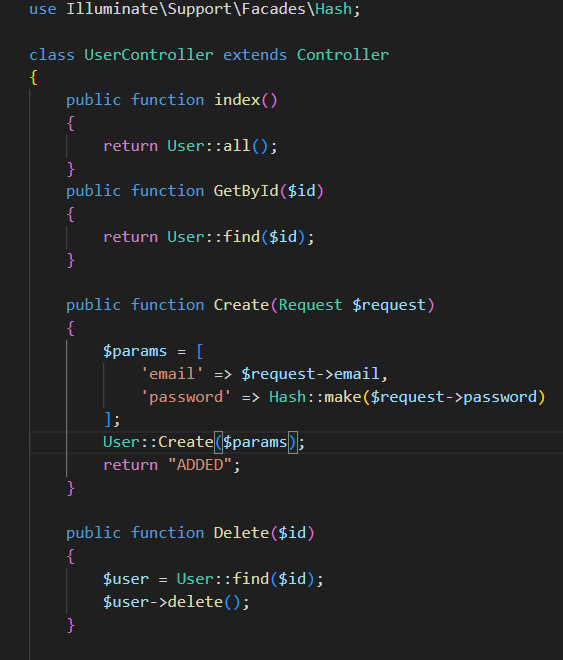 use Illuminate\Support\Facades\Hash;
class UserController extends Controller
{
    public function index()
    {
        return User::all();
    }
    public function GetById($id)
    {
        return User::find($id);
    }
    public function Create(Request $request)
    {
        $params = [
            'email' => $request->email,
            'password' => Hash::make($request->password)
        ];
        User::Create($params);
        return "ADDED";
    }
    public function Delete($id)
    {
        $user = User::find($id);
        $user->delete();
    }